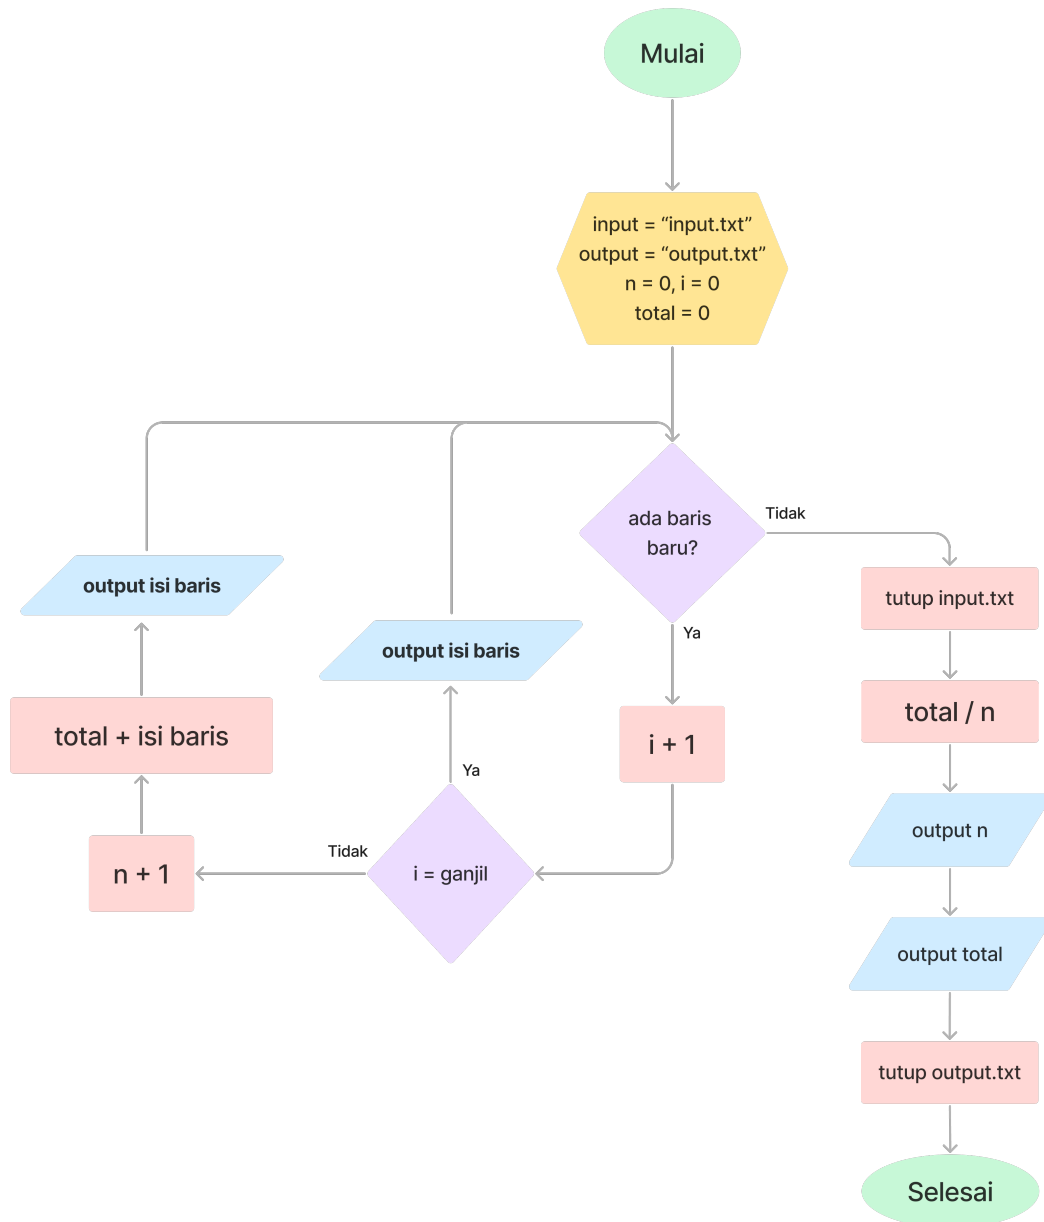 Mulai
input = “input.txt”
output = “output.txt”
n = 0, i = 0
total = 0
ada baris
baru?
Tidak
Ya
i + 1
i = ganjil
Ya
output isi baris
Tidak
n + 1
total + isi baris
output isi baris
tutup input.txt
total / n
output n
output total
tutup output.txt
Selesai